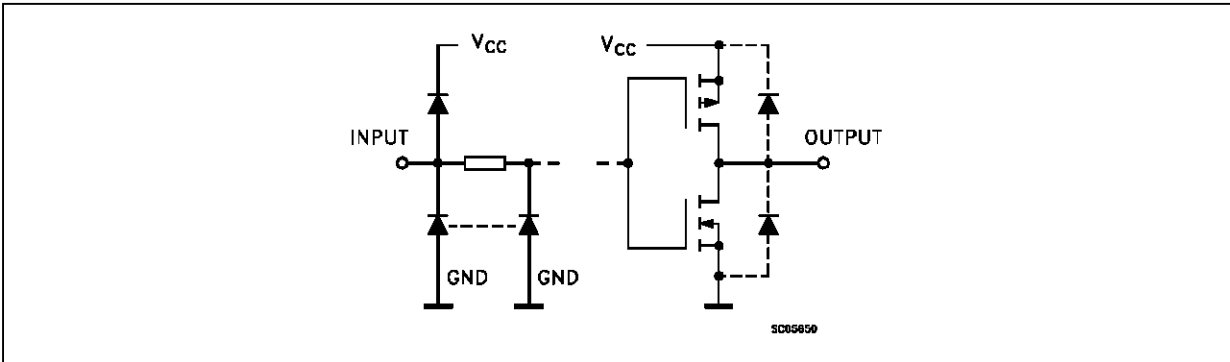 VCC
VCC
INPUT
OUTPUT
GND
GND
SC05650